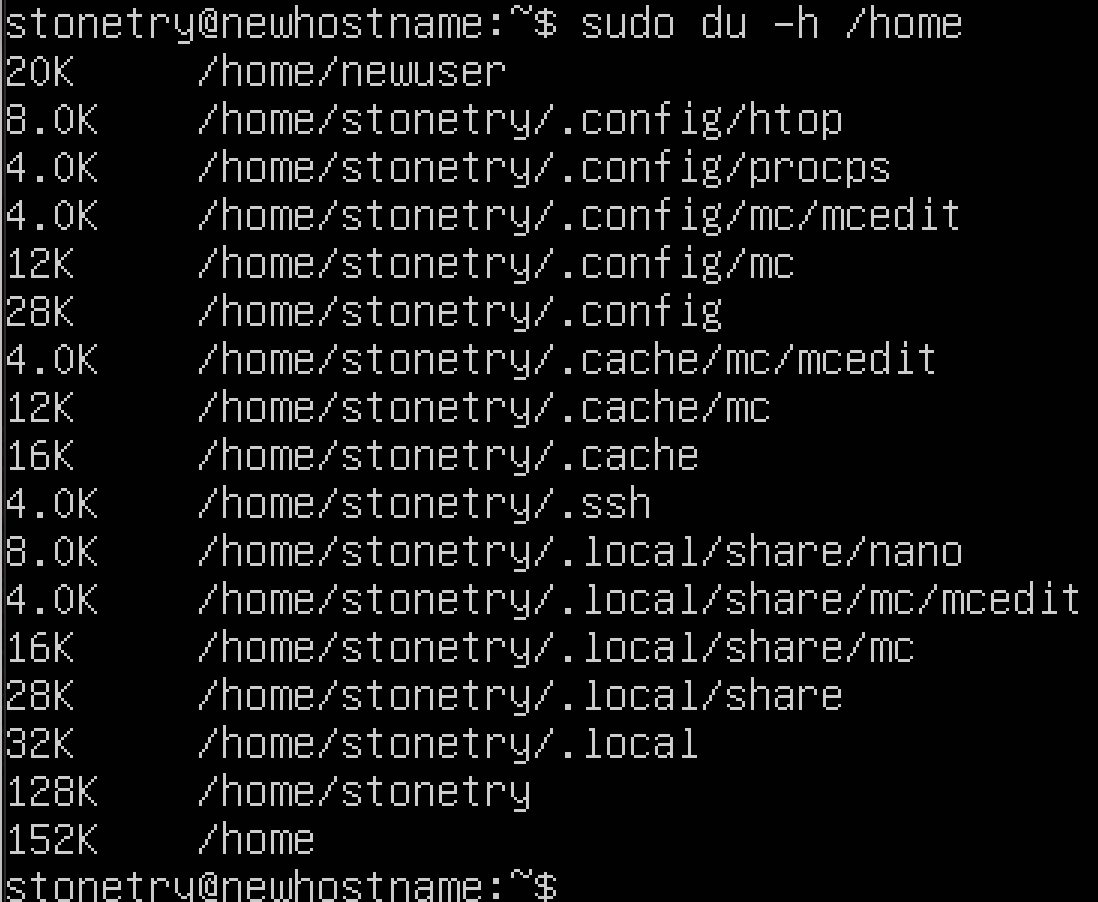 stonetry@newhostname:~$ sudo du -h /home
20K /home/newuser
8.0K /home/stonetry/.config/htop
4.0K /home/stonetry/.config/procps
4.0K /home/stonetry/.config/mc/mcedit
12K /home/stonetry/.config/mc
28K /home/stonetry/.config
4.0K /home/stonetry/.cache/mc/mcedit
12K /home/stonetry/.cache/mc
16K /home/stonetry/.cache
4.0K /home/stonetry/.ssh
8.0K /home/stonetry/.local/share/nano
4.0K /home/stonetry/.local/share/mc/mcedit
16K /home/stonetry/.local/share/mc
28K /home/stonetry/.local/share
32K /home/stonetry/.local
128K /home/stonetry
152K /home
stonetry@newhostname:~$